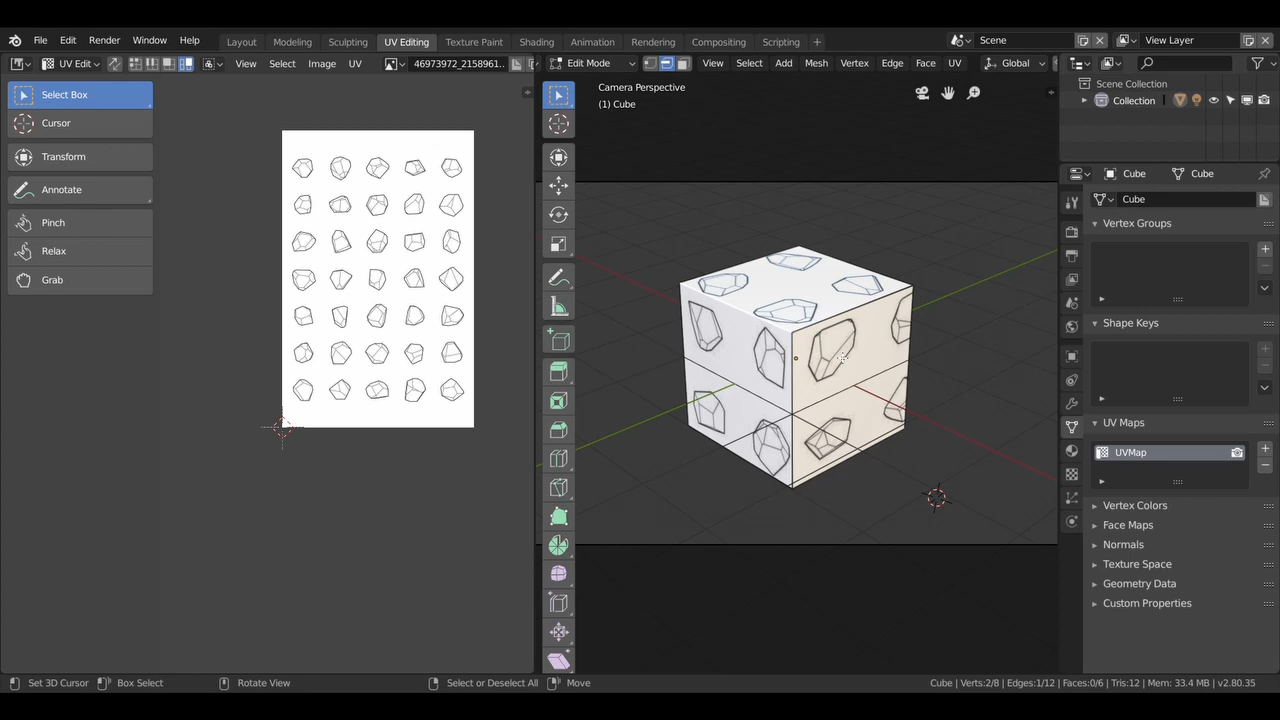 File Edit Render Window Help
Layout Modeling Sculpting UV Editing Texture Paint Shading Animation Rendering Compositing Scripting +
Scene
View Layer
UV Edit View Select Image UV 46973972_2158961..
Edit Mode View Select Add Mesh Vertex Edge Face UV Global
Select Box
Cursor
Transform
Annotate
Pinch
Relax
Grab
Camera Perspective
(1) Cube
Scene Collection
Collection
Cube Cube
Cube
Vertex Groups
Shape Keys
UV Maps
UVMap
Vertex Colors
Face Maps
Normals
Texture Space
Geometry Data
Custom Properties
Set 3D Cursor Box Select Rotate View Select or Deselect All Move Cube | Verts:2/8 | Edges:1/12 | Faces:0/6 | Tris:12 | Mem: 33.4 MB | v2.80.35